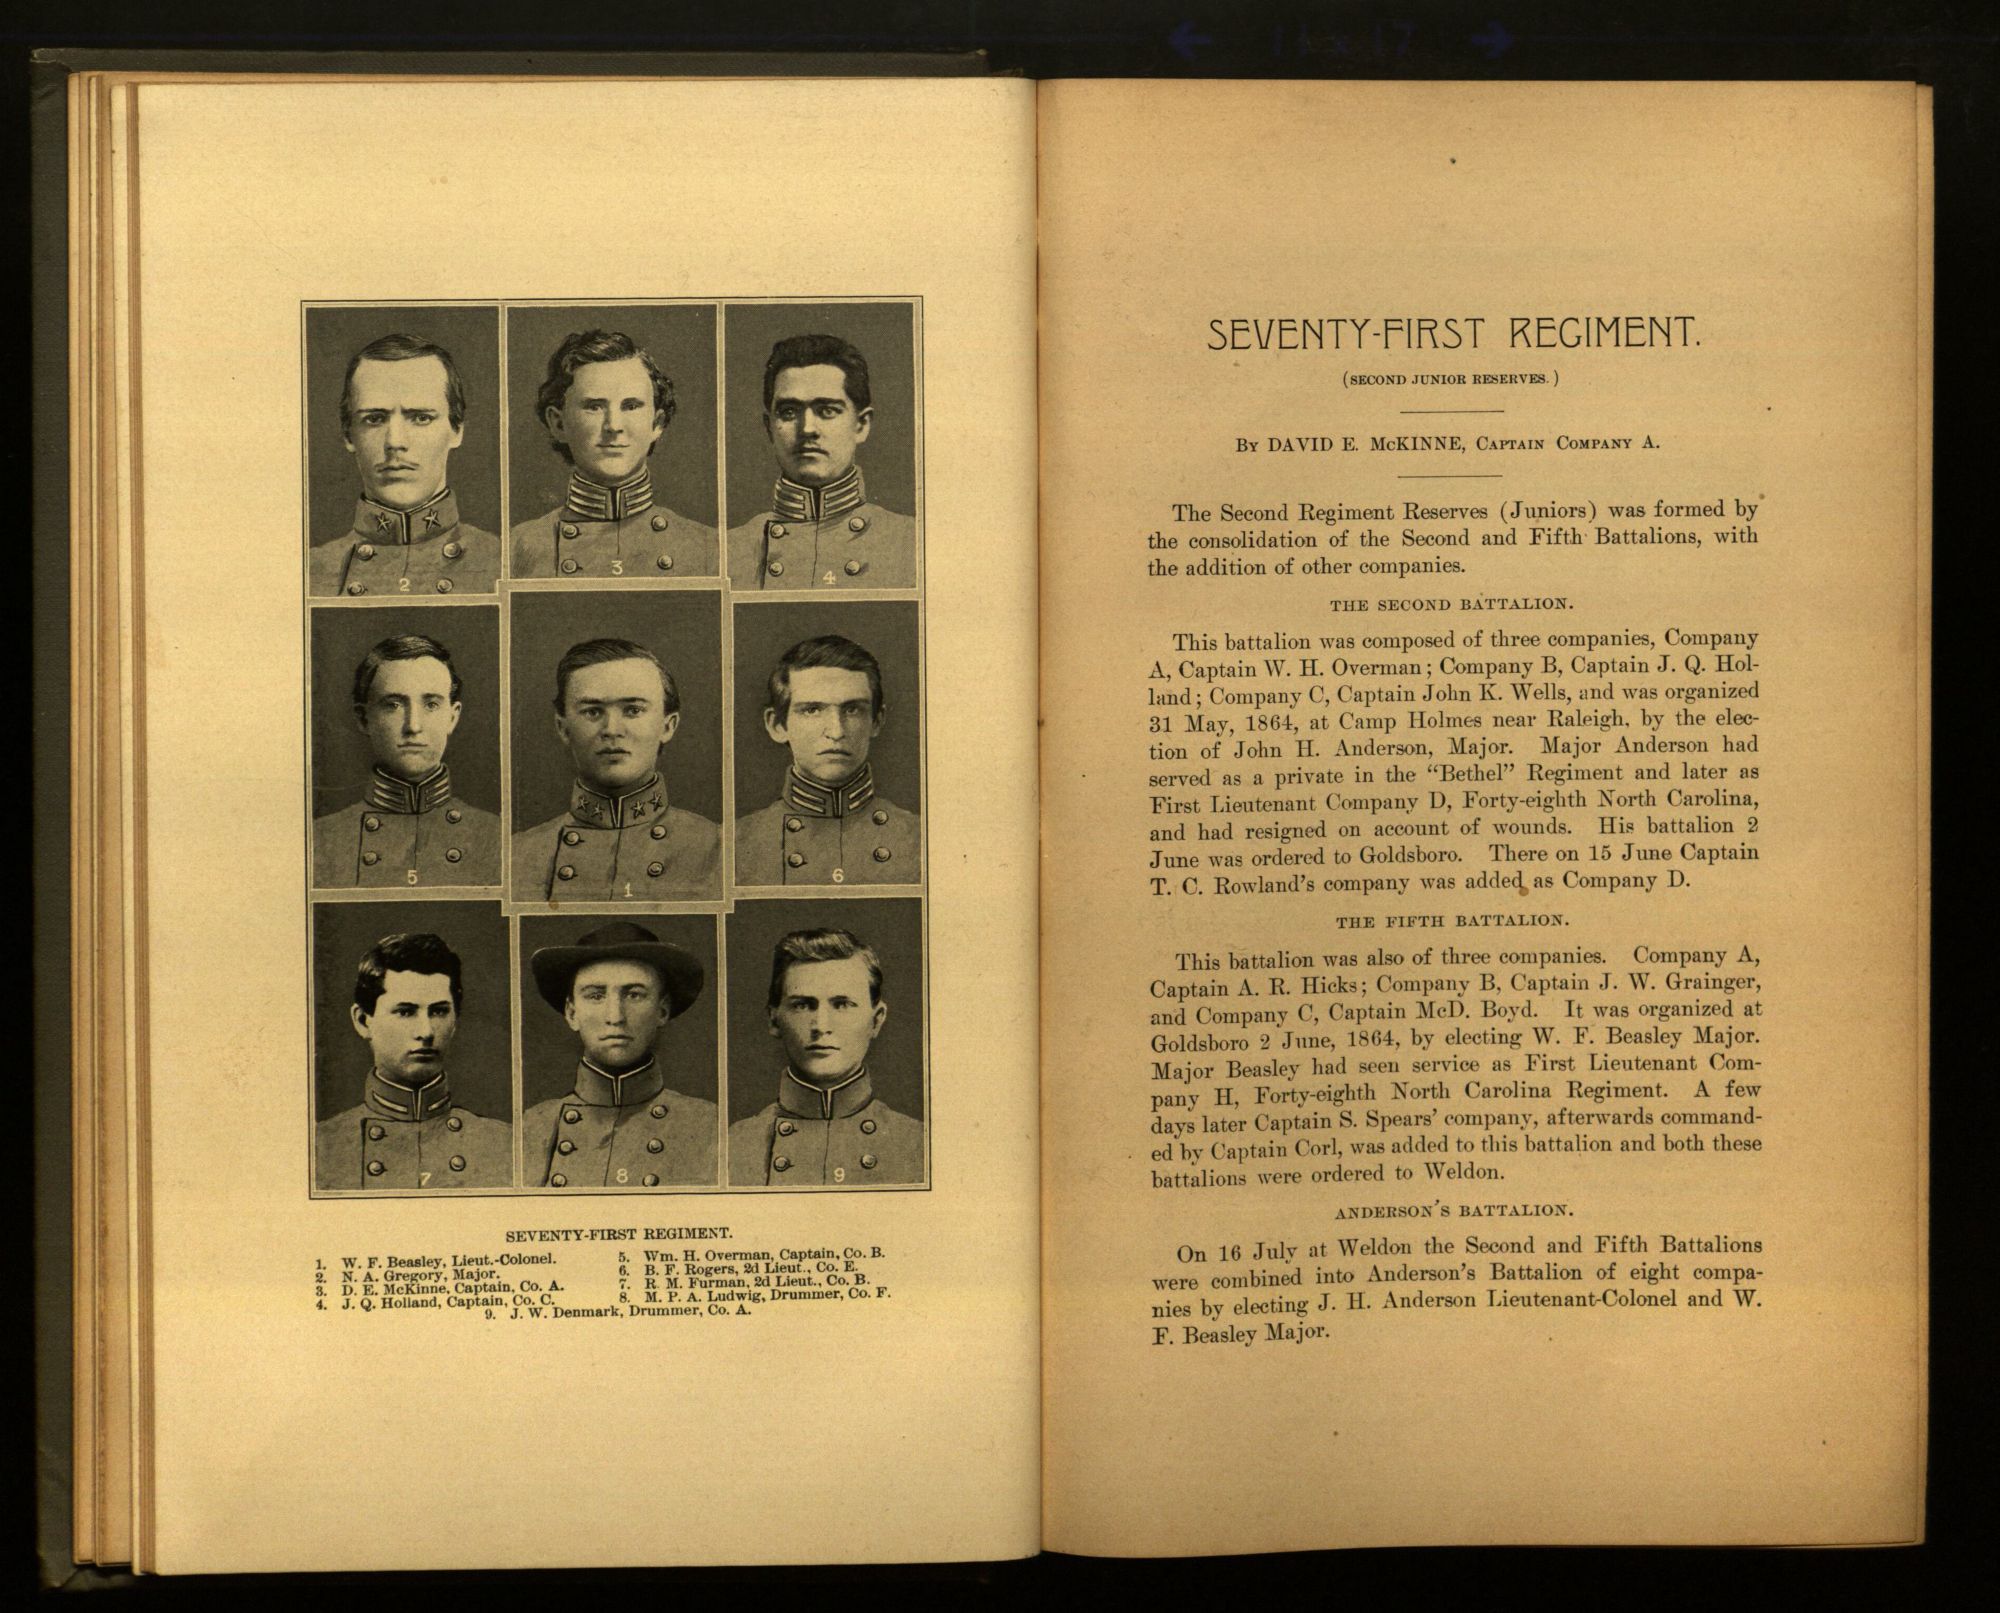 2
3
4
5
1
6
7
8
9
SEVENTY-FIRST REGIMENT.
1. W. F. Beasley, Lieut.-Colonel.
2. N. A. Gregory, Major.
3. D. E. McKinne, Captain, Co. A.
4. J. Q. Holland, Captain, Co. C.
5. Wm. H. Overman, Captain, Co. B.
6. B. F. Rogers, 2d Lieut., Co. E.
7. R. M. Furman, 2d Lieut., Co. B.
8. M. P. A. Ludwig, Drummer, Co. F.
9. J. W. Denmark, Drummer, Co. A.
← 11 x 17 →
SEVENTY-FIRST REGIMENT.
(SECOND JUNIOR RESERVES.)
By DAVID E. McKINNE, Captain Company A.
The Second Regiment Reserves (Juniors) was formed by
the consolidation of the Second and Fifth Battalions, with
the addition of other companies.
THE SECOND BATTALION.
This battalion was composed of three companies, Company
A, Captain W. H. Overman; Company B, Captain J. Q. Hol-
land; Company C, Captain John K. Wells, and was organized
31 May, 1864, at Camp Holmes near Raleigh, by the elec-
tion of John H. Anderson, Major. Major Anderson had
served as a private in the "Bethel" Regiment and later as
First Lieutenant Company D, Forty-eighth North Carolina,
and had resigned on account of wounds. His battalion 2
June was ordered to Goldsboro. There on 15 June Captain
T. C. Rowland's company was added as Company D.
THE FIFTH BATTALION.
This battalion was also of three companies. Company A,
Captain A. R. Hicks; Company B, Captain J. W. Grainger,
and Company C, Captain McD. Boyd. It was organized at
Goldsboro 2 June, 1864, by electing W. F. Beasley Major.
Major Beasley had seen service as First Lieutenant Com-
pany H, Forty-eighth North Carolina Regiment. A few
days later Captain S. Spears' company, afterwards command-
ed by Captain Corl, was added to this battalion and both these
battalions were ordered to Weldon.
ANDERSON'S BATTALION.
On 16 July at Weldon the Second and Fifth Battalions
were combined into Anderson's Battalion of eight compa-
nies by electing J. H. Anderson Lieutenant-Colonel and W.
F. Beasley Major.